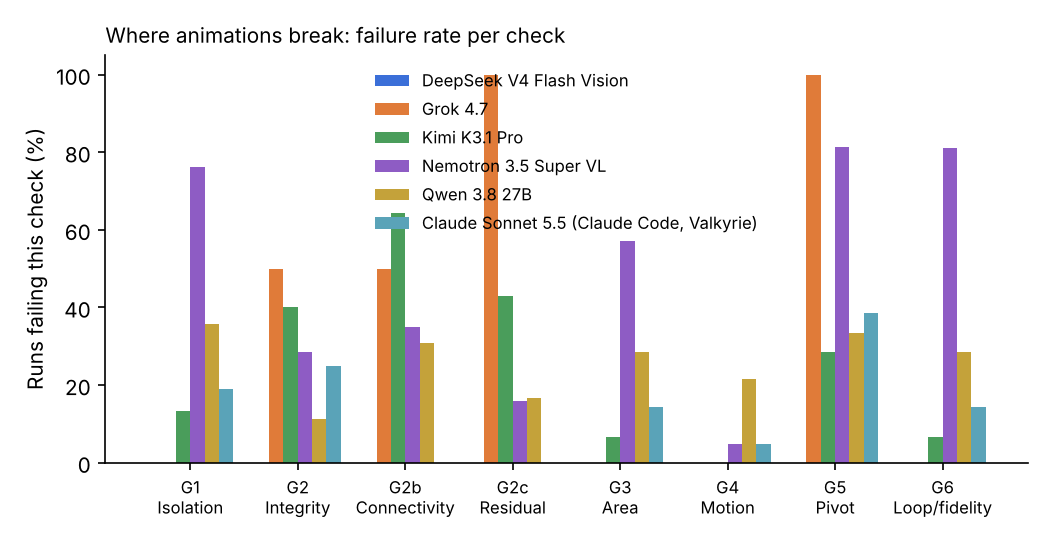 Where animations break: failure rate per check
Runs failing this check (%)
100
80
60
40
20
0
DeepSeek V4 Flash Vision
Grok 4.7
Kimi K3.1 Pro
Nemotron 3.5 Super VL
Qwen 3.8 27B
Claude Sonnet 5.5 (Claude Code, Valkyrie)
G1
Isolation
G2
Integrity
G2b
Connectivity
G2c
Residual
G3
Area
G4
Motion
G5
Pivot
G6
Loop/fidelity